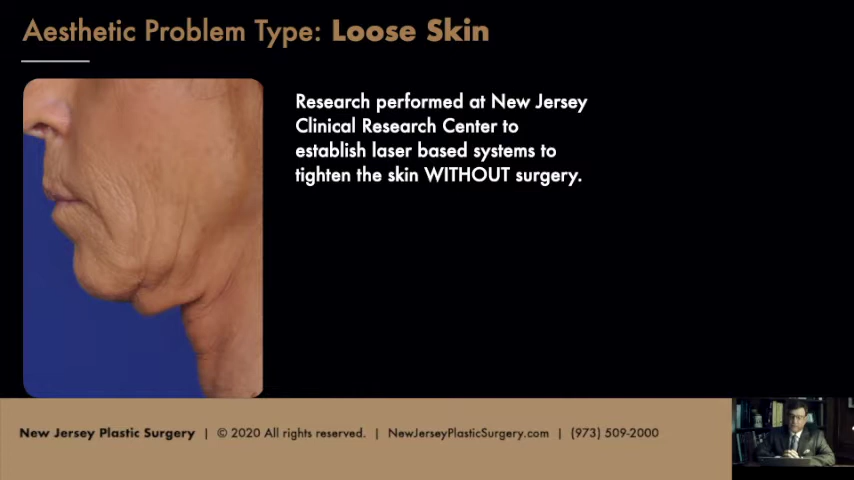 Aesthetic Problem Type: Loose Skin
Research performed at New Jersey
Clinical Research Center to
establish laser based systems to
tighten the skin WITHOUT surgery.
New Jersey Plastic Surgery | © 2020 All rights reserved. | NewJerseyPlasticSurgery.com | (973) 509-2000